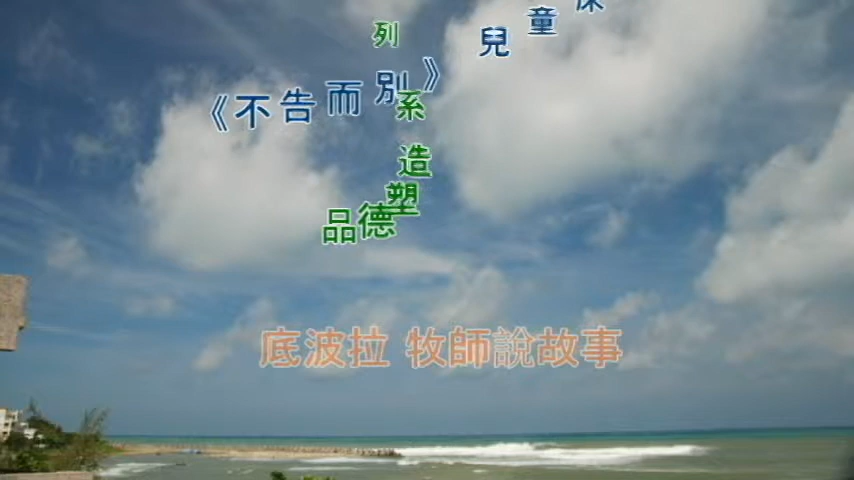 兒童
《不告而別》
品德塑造系列
底波拉 牧師說故事